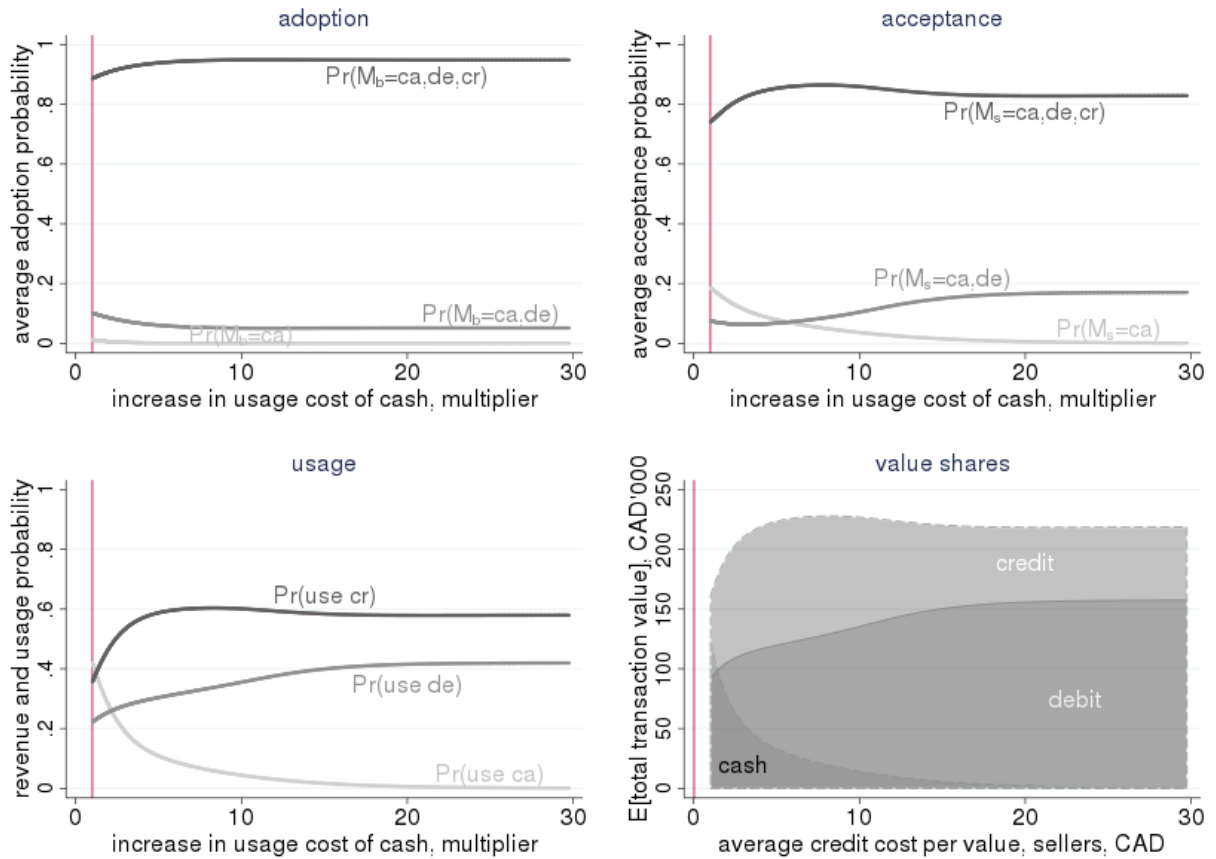 adoption
average adoption probability
0 .2 .4 .6 .8 1
Pr(M_b=ca,de,cr)
Pr(M_b=ca,de)
Pr(M_b=ca)
0 10 20 30
increase in usage cost of cash, multiplier
acceptance
average acceptance probability
0 .2 .4 .6 .8 1
Pr(M_s=ca,de,cr)
Pr(M_s=ca,de)
Pr(M_s=ca)
0 10 20 30
increase in usage cost of cash, multiplier
usage
revenue and usage probability
0 .2 .4 .6 .8 1
Pr(use cr)
Pr(use de)
Pr(use ca)
0 10 20 30
increase in usage cost of cash, multiplier
value shares
E[total transaction value], CAD'000
0 50 100 150 200 250
credit
debit
cash
0 10 20 30
average credit cost per value, sellers, CAD